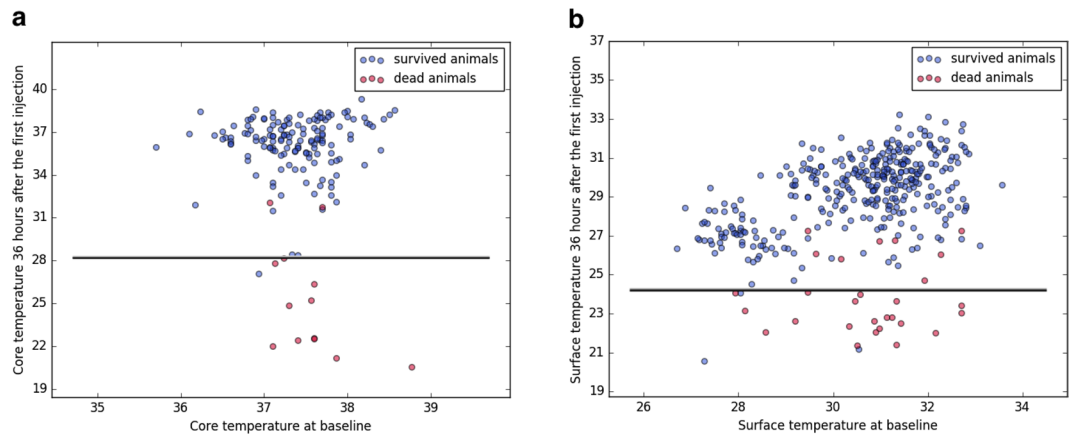 a
survived animals
dead animals
Core temperature 36 hours after the first injection
40
37
34
31
28
25
22
19
35
36
37
38
39
Core temperature at baseline
b
survived animals
dead animals
Surface temperature 36 hours after the first injection
37
35
33
31
29
27
25
23
21
19
26
28
30
32
34
Surface temperature at baseline